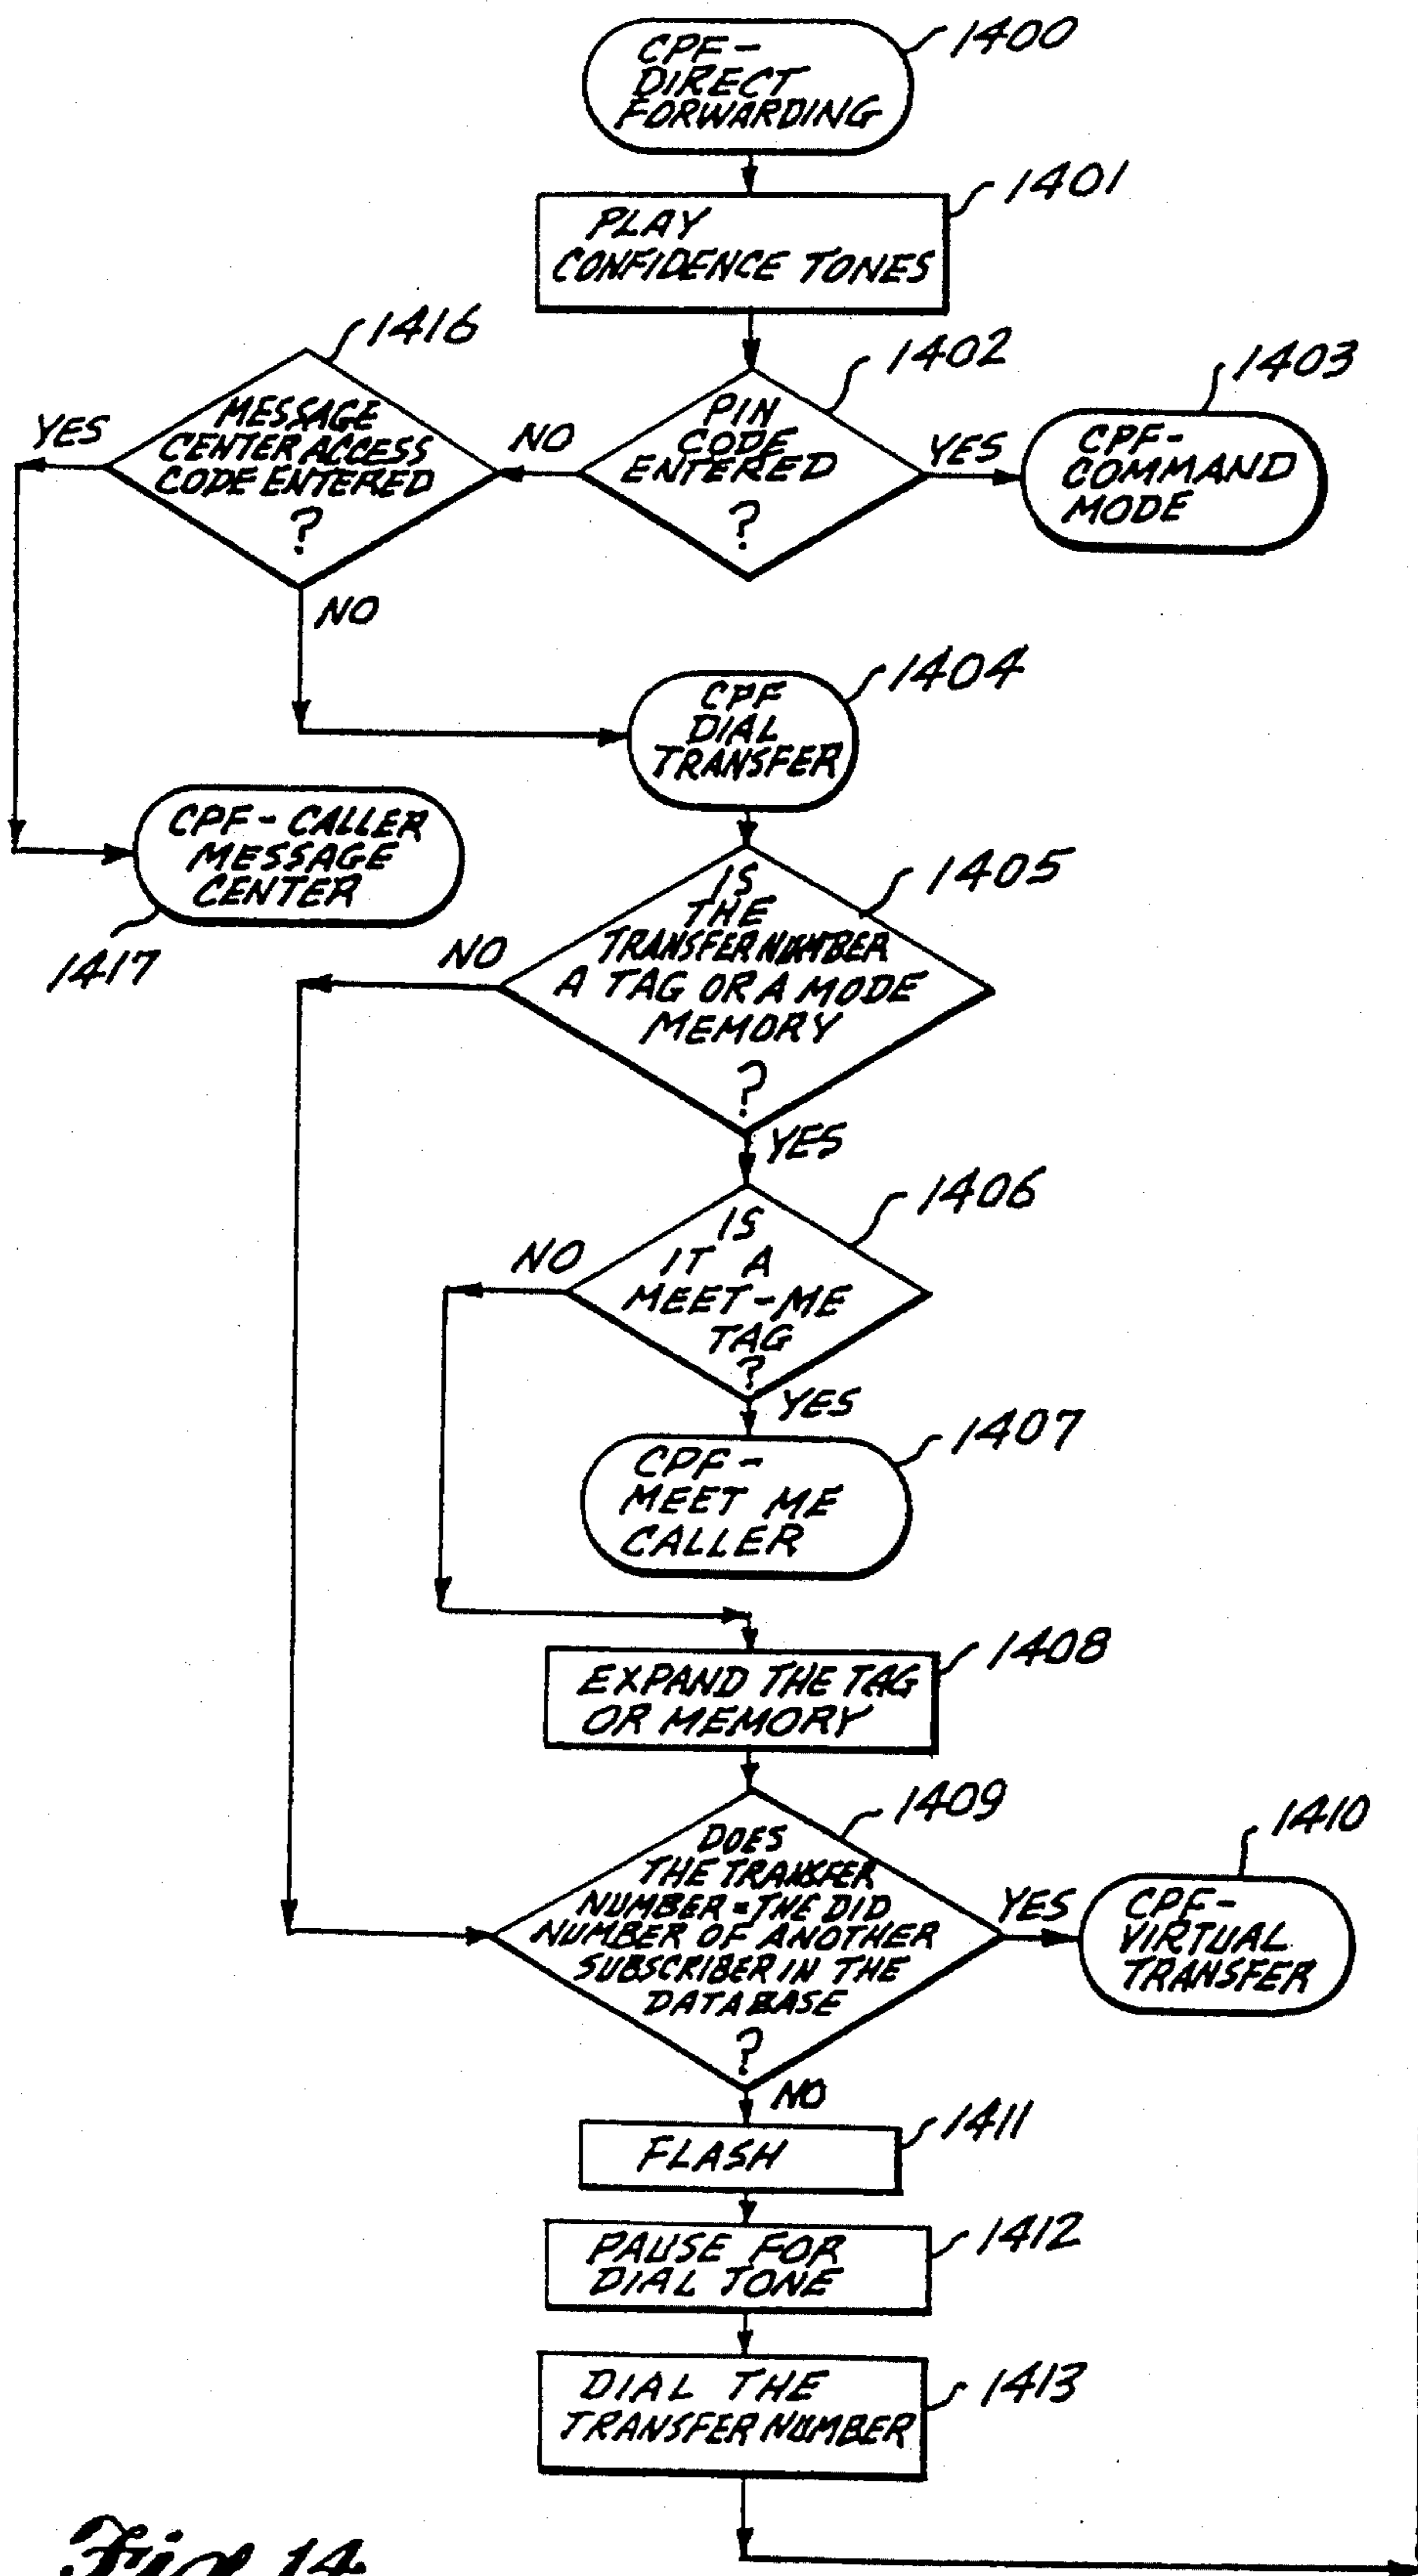 1400
CPF-
DIRECT
FORWARDING
1401
PLAY
CONFIDENCE TONES
1416
1402
1403
YES
MESSAGE
CENTER ACCESS
CODE ENTERED
?
NO
PIN
CODE
ENTERED
?
YES
CPF-
COMMAND
MODE
NO
1404
CPF
DIAL
TRANSFER
CPF-CALLER
MESSAGE
CENTER
1417
1405
IS
THE
TRANSFER NUMBER
A TAG OR A MODE
MEMORY
?
NO
YES
1406
IS
IT A
MEET-ME
TAG
?
NO
YES
1407
CPF-
MEET ME
CALLER
1408
EXPAND THE TAG
OR MEMORY
1409
DOES
THE TRANSFER
NUMBER = THE DID
NUMBER OF ANOTHER
SUBSCRIBER IN THE
DATABASE
?
YES
1410
CPF-
VIRTUAL
TRANSFER
NO
1411
FLASH
1412
PAUSE FOR
DIAL TONE
1413
DIAL THE
TRANSFER NUMBER
Fig. 14